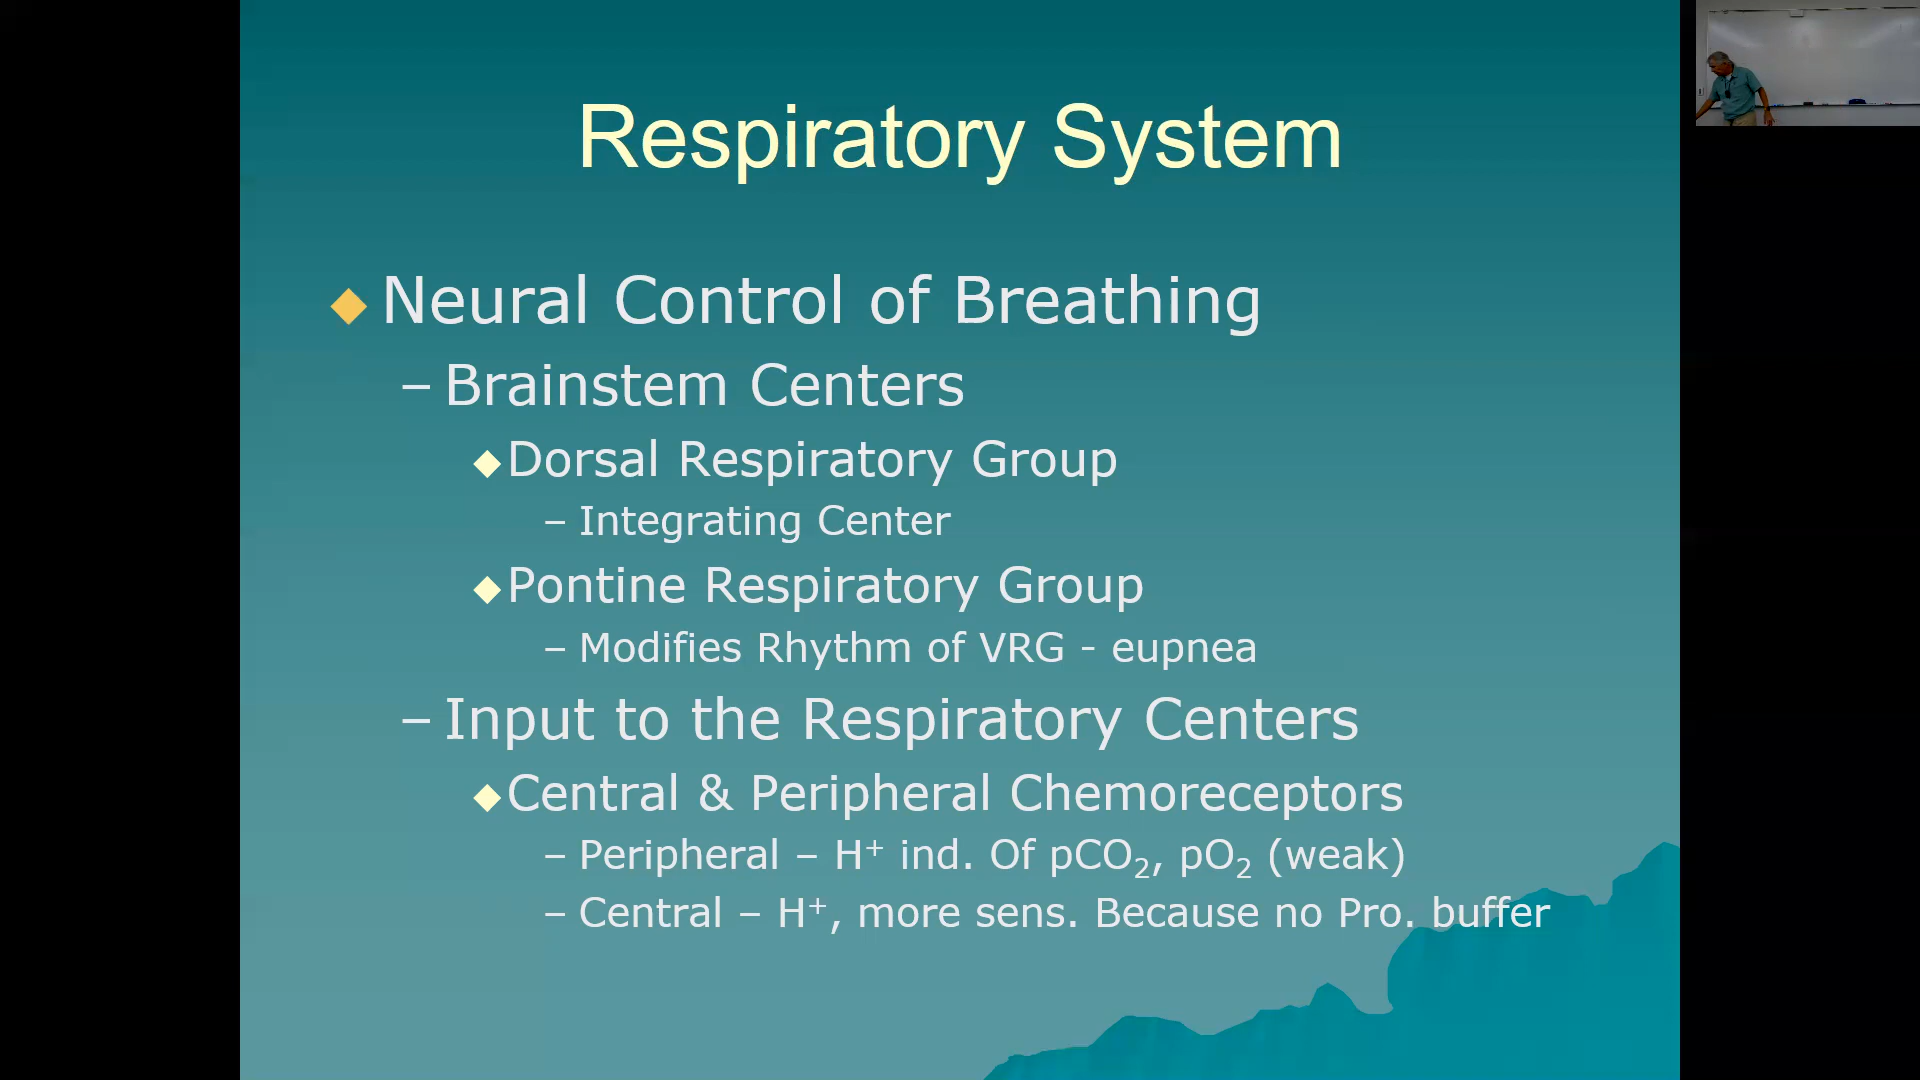 Respiratory System
Neural Control of Breathing
– Brainstem Centers
Dorsal Respiratory Group
– Integrating Center
Pontine Respiratory Group
– Modifies Rhythm of VRG - eupnea
– Input to the Respiratory Centers
Central & Peripheral Chemoreceptors
– Peripheral – H⁺ ind. Of pCO₂, pO₂ (weak)
– Central – H⁺, more sens. Because no Pro. buffer